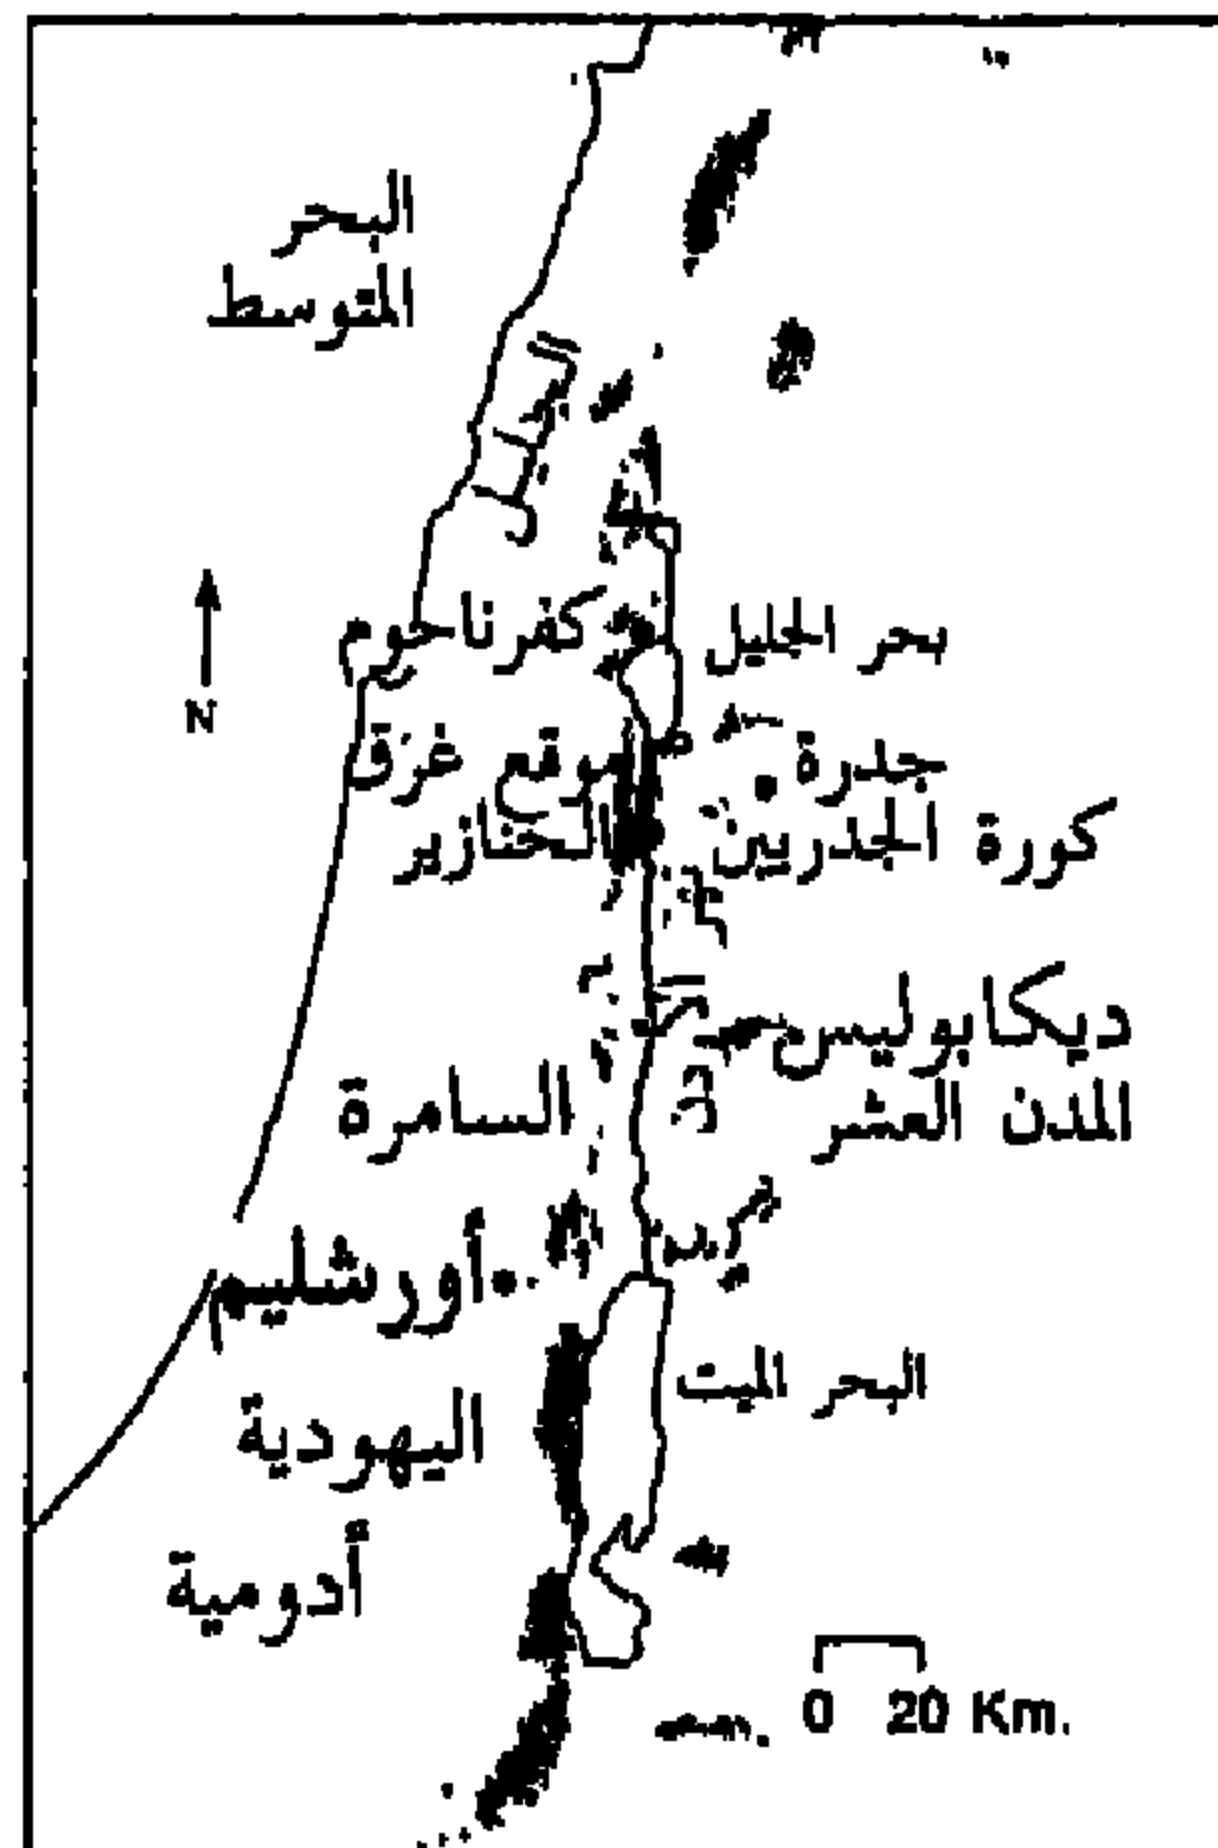 البحر
المتوسط
الجليل
كفرناحوم
بحر الجليل
موقع غرق
الخنازير
جدرة
كورة الجدريين
ديكابوليس
المدن العشر
السامرة
أورشليم
البحر الميت
اليهودية
أدومية
N
0 20 Km.